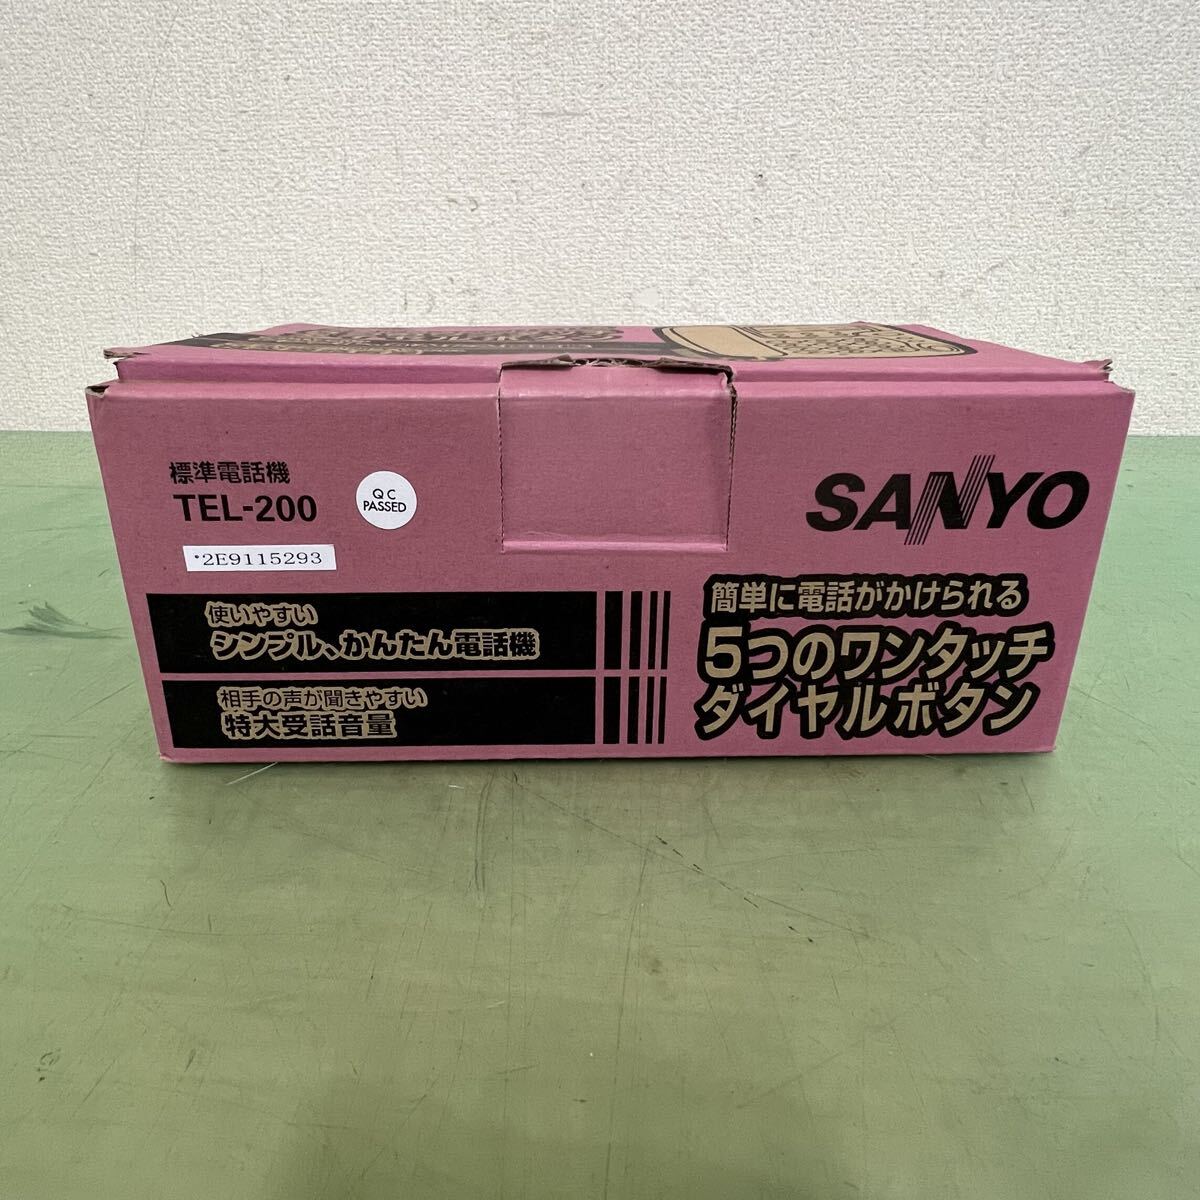 標準電話機
TEL-200
QC
PASSED
*2E9115293
SANYO
使いやすい
シンプル、かんたん電話機
相手の声が聞きやすい
特大受話音量
簡単に電話がかけられる
5つのワンタッチ
ダイヤルボタン